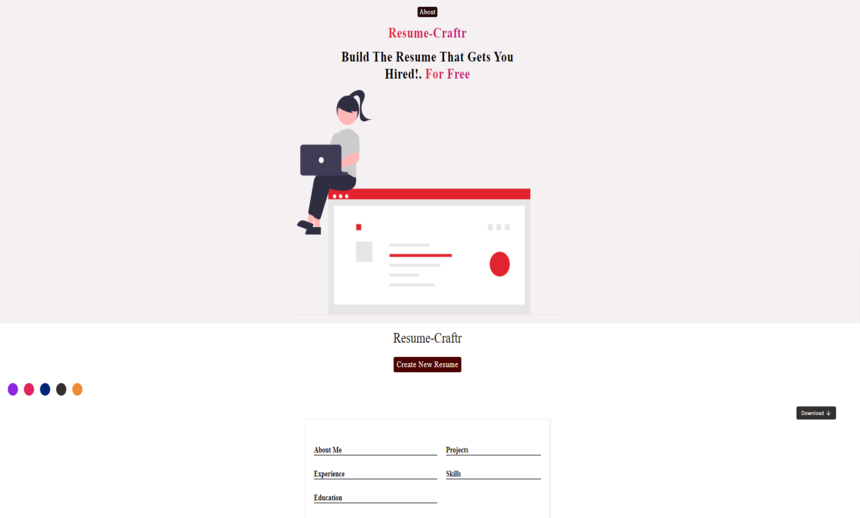 About
Resume-Craftr
Build The Resume That Gets You
Hired!. For Free
Resume-Craftr
Create New Resume
Download
About Me
Projects
Experience
Skills
Education